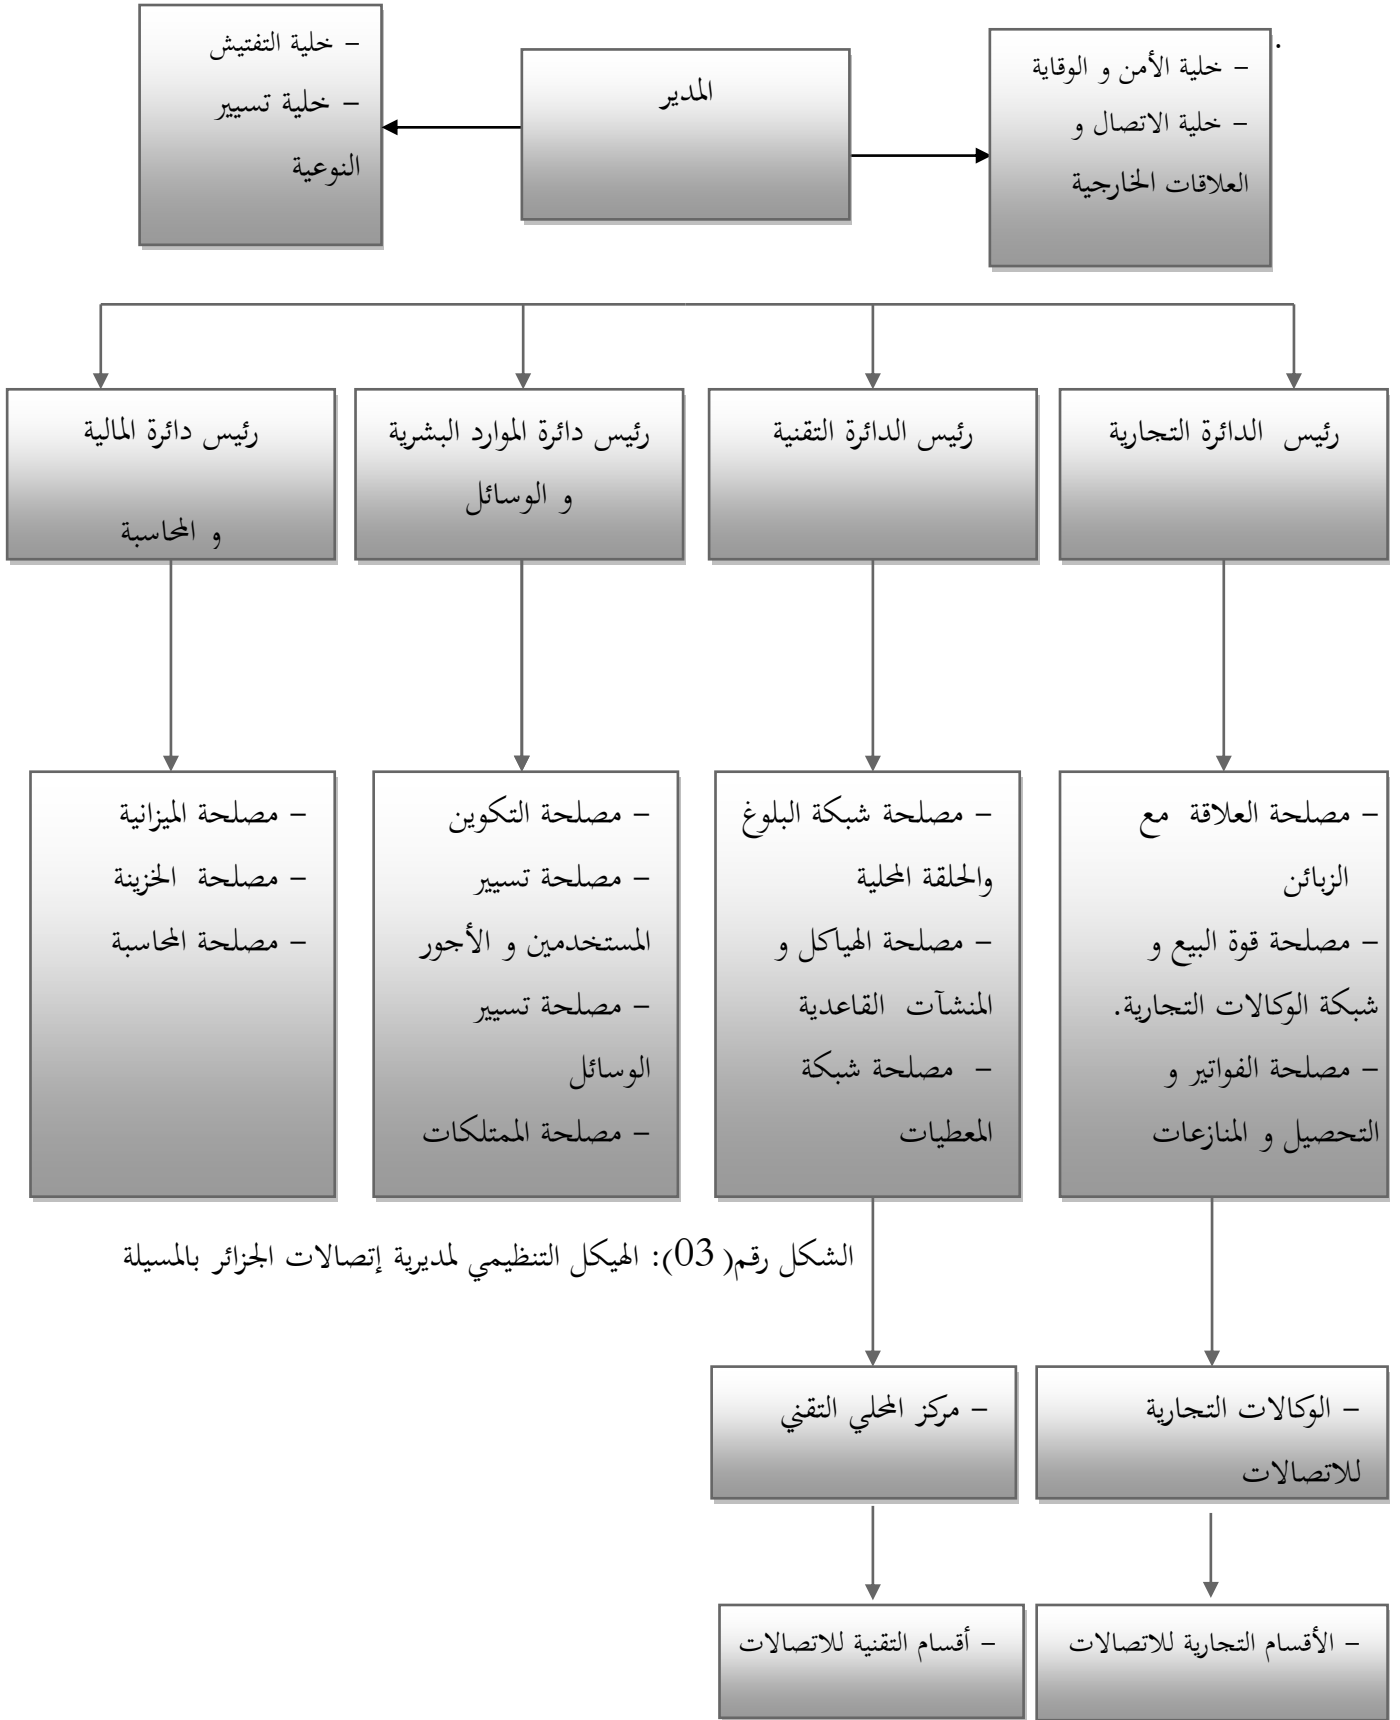 – خلية الأمن و الوقاية
– خلية الاتصال و
العلاقات الخارجية
.
المدير
– خلية التفتيش
– خلية تسيير
النوعية
رئيس الدائرة التجارية
رئيس الدائرة التقنية
رئيس دائرة الموارد البشرية
و الوسائل
رئيس دائرة المالية
و المحاسبة
– مصلحة العلاقة مع
الزبائن
– مصلحة قوة البيع و
شبكة الوكالات التجارية.
– مصلحة الفواتير و
التحصيل و المنازعات
– مصلحة شبكة البلوغ
والحلقة المحلية
– مصلحة الهياكل و
المنشآت القاعدية
– مصلحة شبكة
المعطيات
– مصلحة التكوين
– مصلحة تسيير
المستخدمين و الأجور
– مصلحة تسيير
الوسائل
– مصلحة الممتلكات
– مصلحة الميزانية
– مصلحة الخزينة
– مصلحة المحاسبة
الشكل رقم( 03): الهيكل التنظيمي لمديرية إتصالات الجزائر بالمسيلة
– الوكالات التجارية
للاتصالات
– مركز المحلي التقني
– الأقسام التجارية للاتصالات
– أقسام التقنية للاتصالات